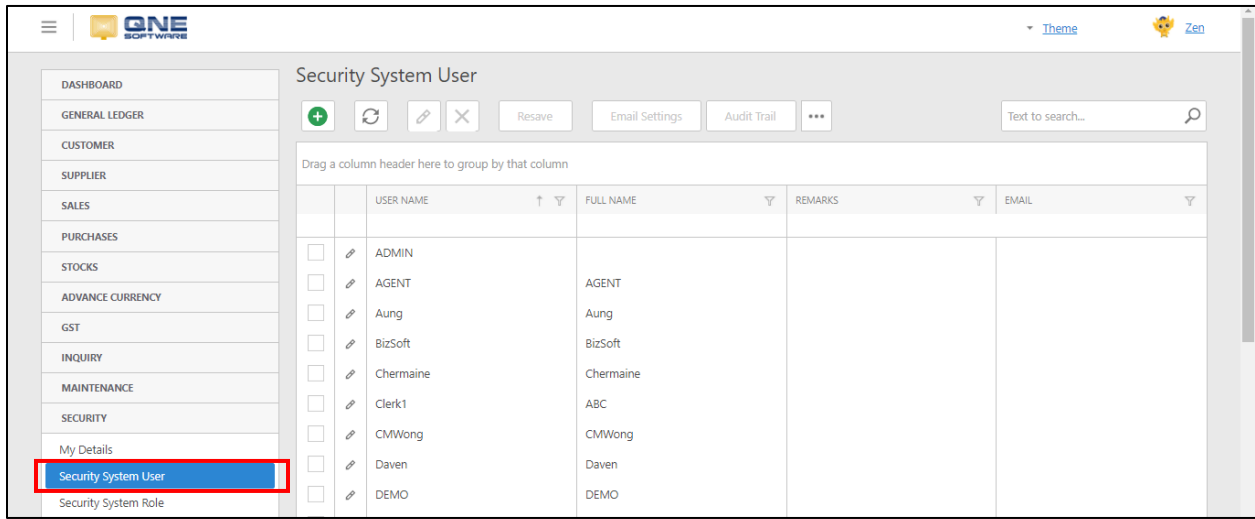 QNE
SOFTWARE
Theme
Zen
DASHBOARD
GENERAL LEDGER
CUSTOMER
SUPPLIER
SALES
PURCHASES
STOCKS
ADVANCE CURRENCY
GST
INQUIRY
MAINTENANCE
SECURITY
My Details
Security System User
Security System Role
Security System User
Resave Email Settings Audit Trail Text to search...
Drag a column header here to group by that column
USER NAME FULL NAME REMARKS EMAIL
ADMIN
AGENT AGENT
Aung Aung
BizSoft BizSoft
Chermaine Chermaine
Clerk1 ABC
CMWong CMWong
Daven Daven
DEMO DEMO